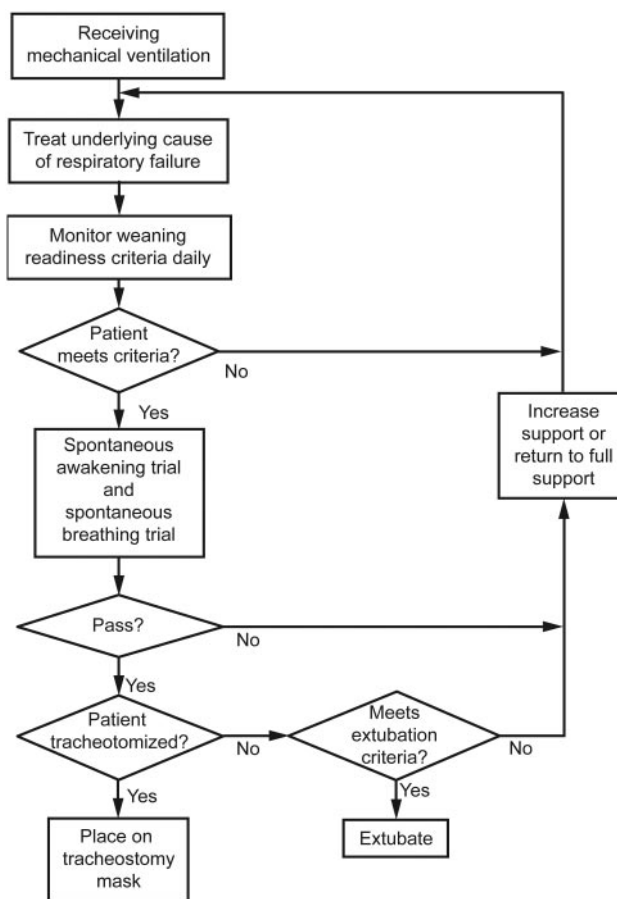 Receiving
mechanical ventilation
Treat underlying cause
of respiratory failure
Monitor weaning
readiness criteria daily
Patient
meets criteria?
No
Yes
Increase
support or
return to full
support
Spontaneous
awakening trial
and
spontaneous
breathing trial
Pass?
No
Yes
Patient
tracheotomized?
No
Meets
extubation
criteria?
No
Yes
Yes
Place on
tracheostomy
mask
Extubate